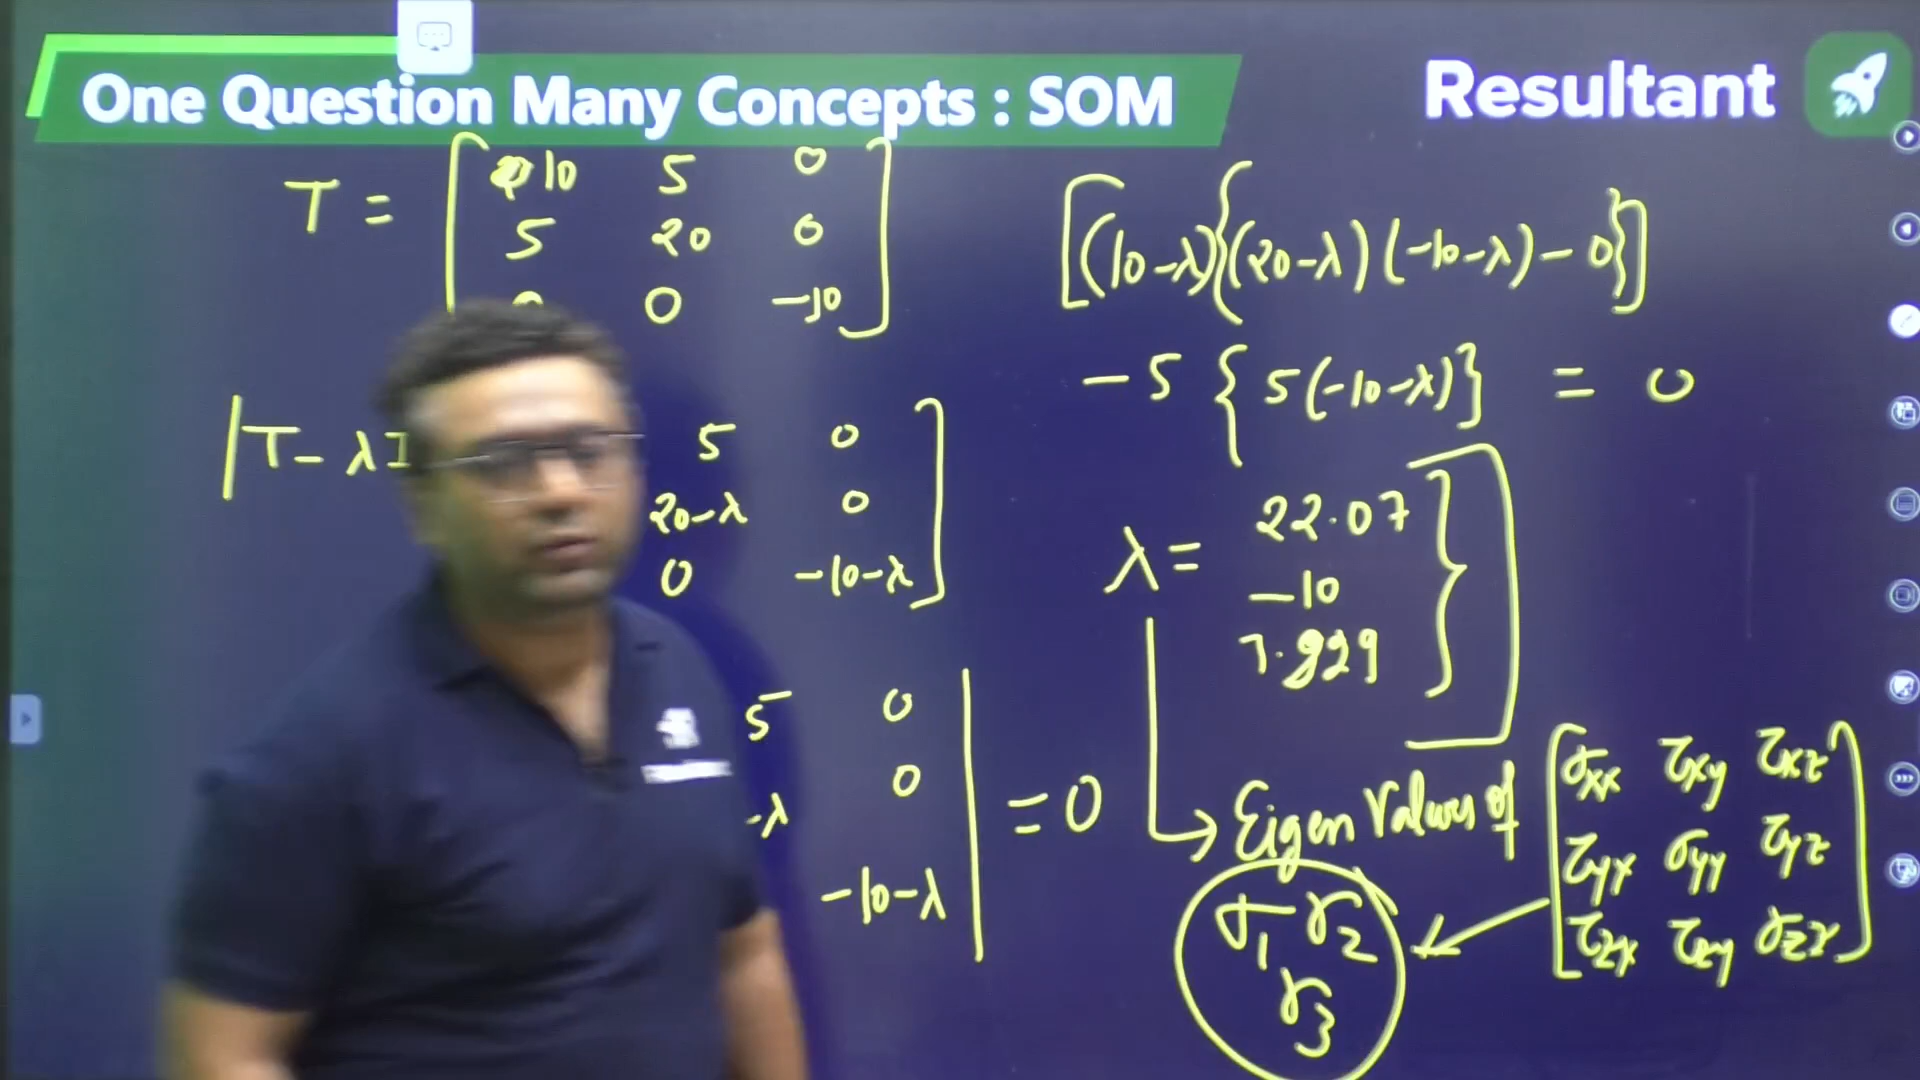 One Question Many Concepts : SOM
Resultant
T = [ 10 5 0
5 20 0
0 -10 ]
|T - λI
5 0
20-λ 0
0 -10-λ ]
5 0
-λ 0
-10-λ | = 0
[(10-λ){(20-λ)(-10-λ)-0}]
-5 {5(-10-λ)} = 0
λ = 22.07
-10
7.929
Eigen Values of
[ σxx τxy τxz
τyx σyy τyz
τzx τzy σzz ]
σ1 σ2
σ3